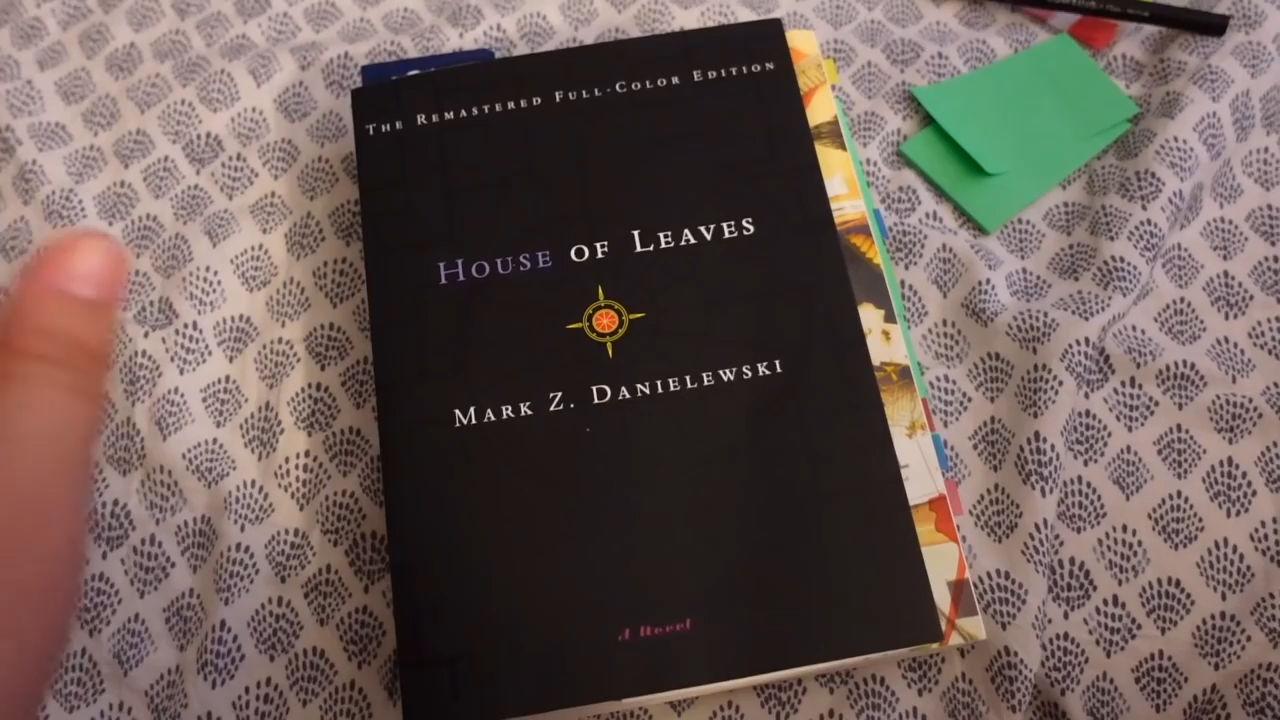 The Remastered Full-Color Edition
House of Leaves
Mark Z. Danielewski
A Novel